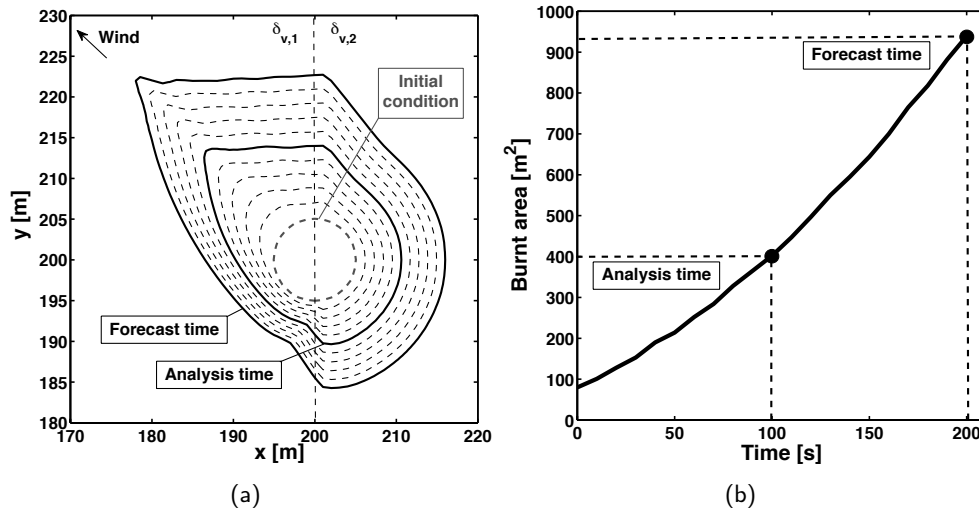 230
225
220
215
210
205
200
195
190
185
180
y [m]
Wind
δv,1
δv,2
Initial
condition
Forecast time
Analysis time
170
180
190
200
210
220
x [m]
(a)
1000
950
900
800
700
600
500
400
300
200
100
0
Burnt area [m²]
Forecast time
Analysis time
0
50
100
150
200
Time [s]
(b)